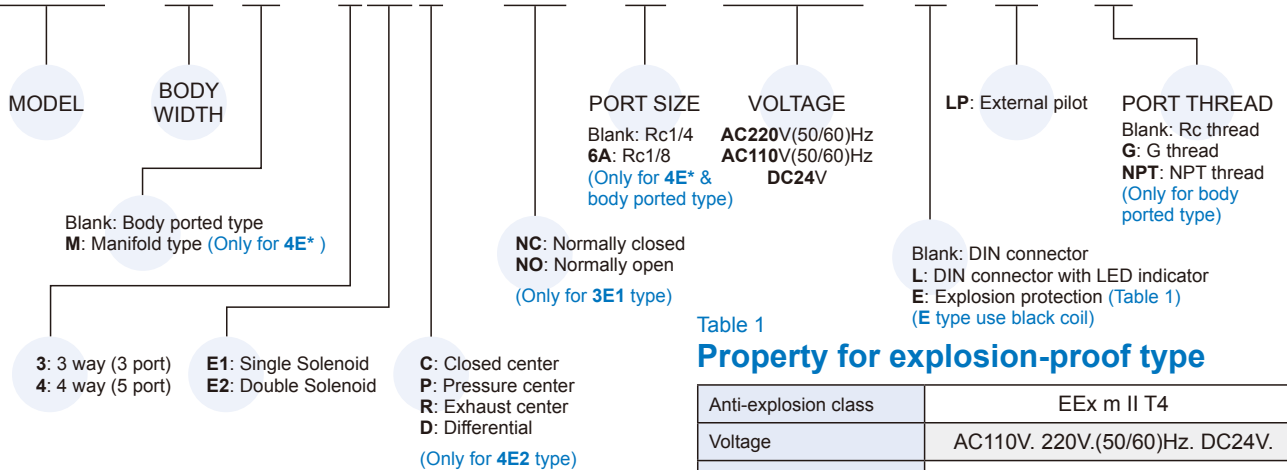 MODEL
BODY
WIDTH
Blank: Body ported type
M: Manifold type (Only for 4E* )
3: 3 way (3 port)
4: 4 way (5 port)
E1: Single Solenoid
E2: Double Solenoid
C: Closed center
P: Pressure center
R: Exhaust center
D: Differential
(Only for 4E2 type)
NC: Normally closed
NO: Normally open
(Only for 3E1 type)
PORT SIZE
Blank: Rc1/4
6A: Rc1/8
(Only for 4E* &
body ported type)
VOLTAGE
AC220V(50/60)Hz
AC110V(50/60)Hz
DC24V
Blank: DIN connector
L: DIN connector with LED indicator
E: Explosion protection (Table 1)
(E type use black coil)
LP: External pilot
PORT THREAD
Blank: Rc thread
G: G thread
NPT: NPT thread
(Only for body
ported type)
Table 1
Property for explosion-proof type
Anti-explosion class EEx m II T4
Voltage AC110V. 220V.(50/60)Hz. DC24V.